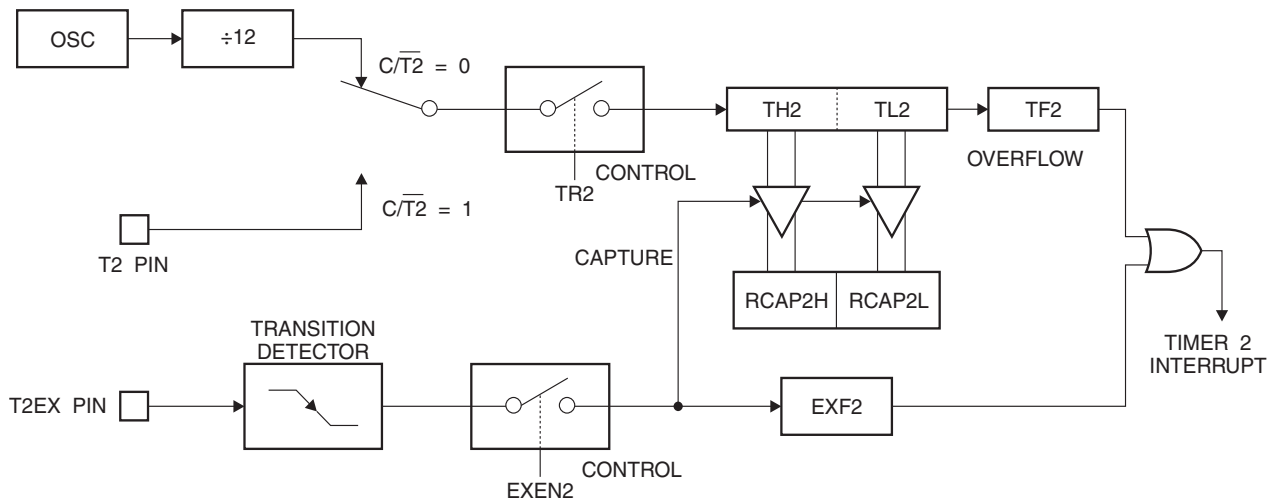 OSC
÷12
C/T2̅ = 0
TH2
TL2
TF2
OVERFLOW
CONTROL
TR2
C/T2̅ = 1
T2 PIN
CAPTURE
RCAP2H
RCAP2L
TRANSITION
DETECTOR
TIMER 2
INTERRUPT
T2EX PIN
EXF2
CONTROL
EXEN2